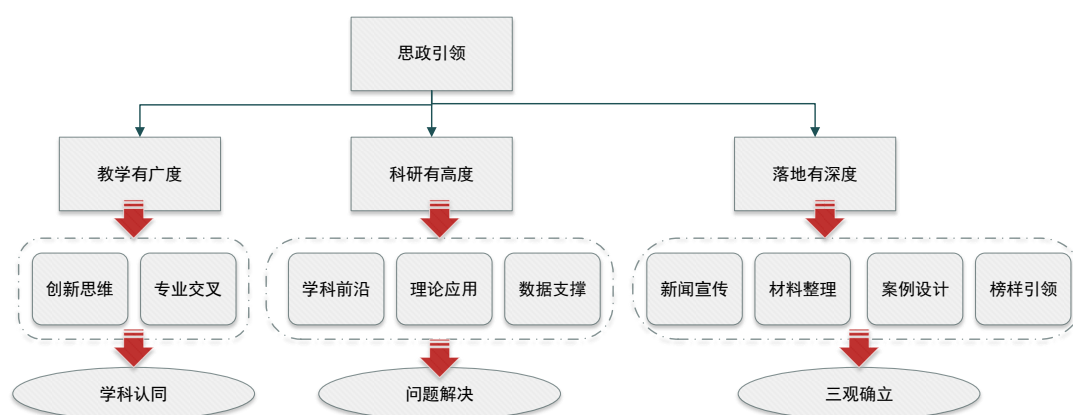 思政引领
教学有广度
科研有高度
落地有深度
创新思维
专业交叉
学科前沿
理论应用
数据支撑
新闻宣传
材料整理
案例设计
榜样引领
学科认同
问题解决
三观确立